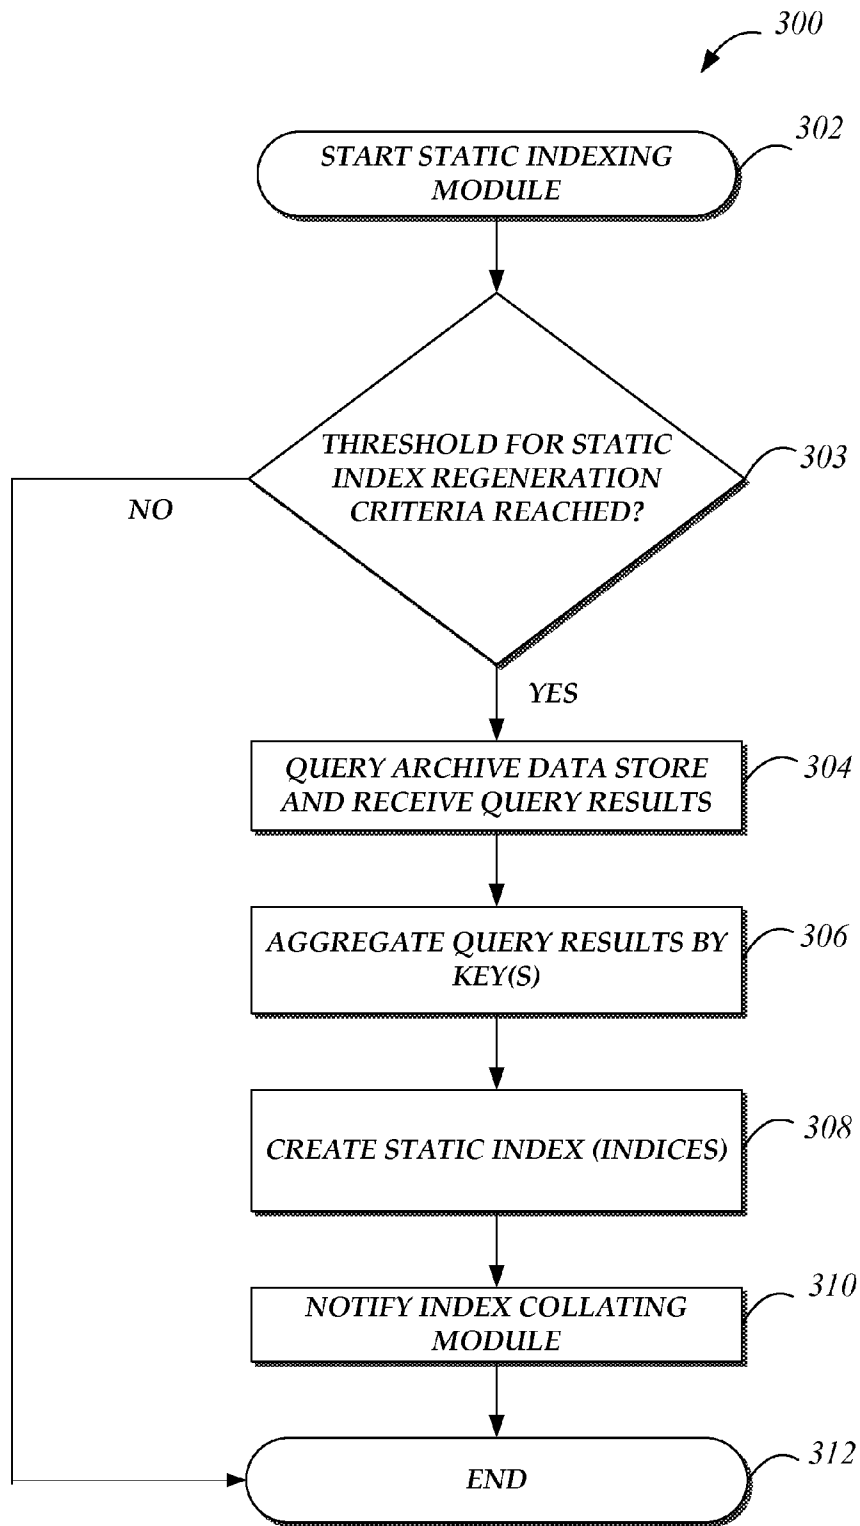 300
302
START STATIC INDEXING
MODULE
THRESHOLD FOR STATIC
INDEX REGENERATION
CRITERIA REACHED?
303
NO
YES
QUERY ARCHIVE DATA STORE
AND RECEIVE QUERY RESULTS
304
AGGREGATE QUERY RESULTS BY
KEY(S)
306
CREATE STATIC INDEX (INDICES)
308
NOTIFY INDEX COLLATING
MODULE
310
END
312